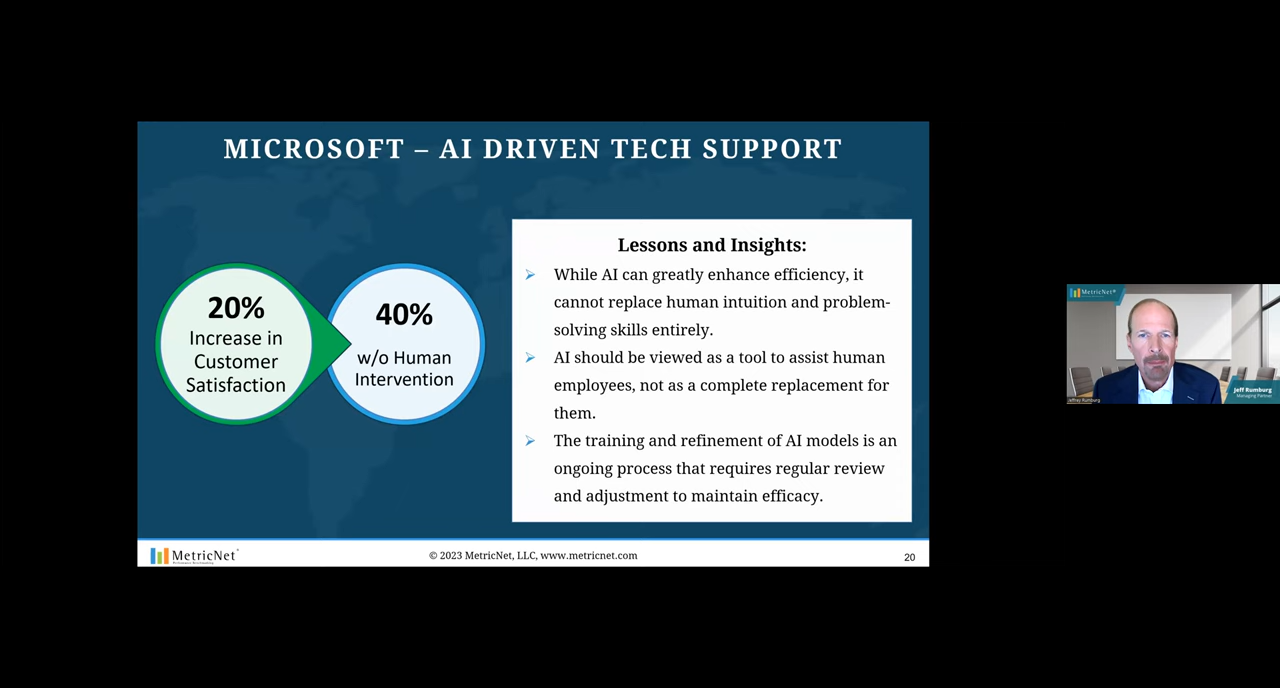 MICROSOFT – AI DRIVEN TECH SUPPORT
20%
Increase in
Customer
Satisfaction
40%
w/o Human
Intervention
Lessons and Insights:
While AI can greatly enhance efficiency, it
cannot replace human intuition and problem-
solving skills entirely.
AI should be viewed as a tool to assist human
employees, not as a complete replacement for
them.
The training and refinement of AI models is an
ongoing process that requires regular review
and adjustment to maintain efficacy.
MetricNet
© 2023 MetricNet, LLC, www.metricnet.com
20
MetricNet®
Jeff Rumburg
Managing Partner
Jeffrey Rumburg